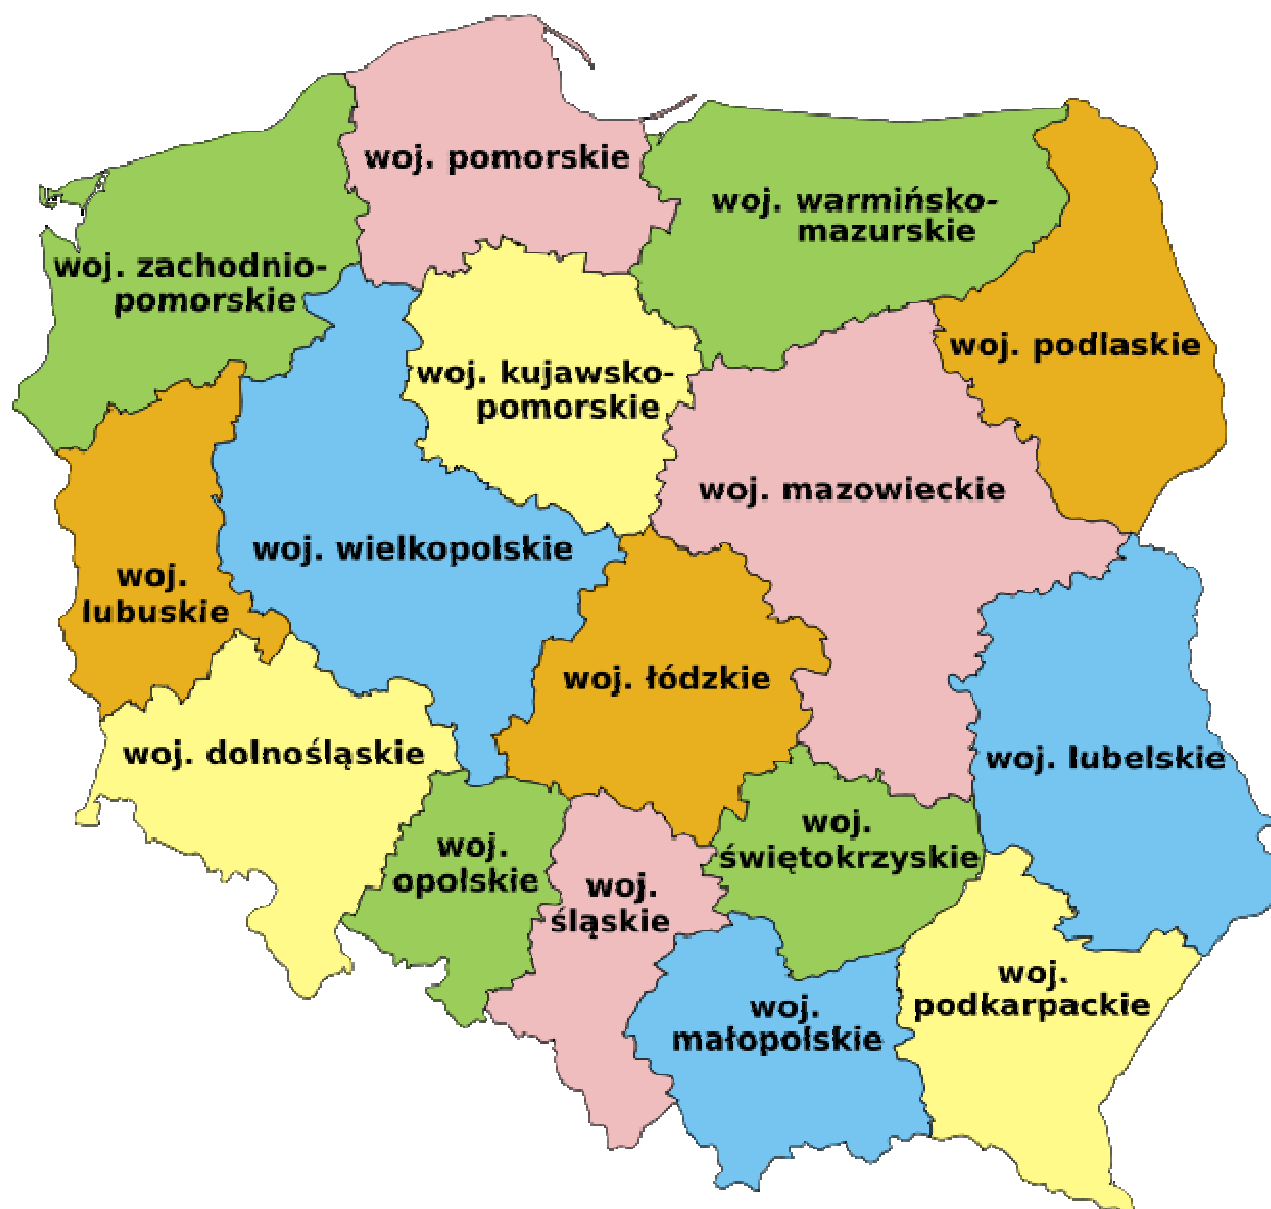 woj. pomorskie
woj. warmińsko-
mazurskie
woj. zachodnio-
pomorskie
woj. podlaskie
woj. kujawsko-
pomorskie
woj. mazowieckie
woj. wielkopolskie
woj.
lubuskie
woj. łódzkie
woj. dolnośląskie
woj. lubelskie
woj.
świętokrzyskie
woj.
opolskie
woj.
śląskie
woj.
podkarpackie
woj.
małopolskie